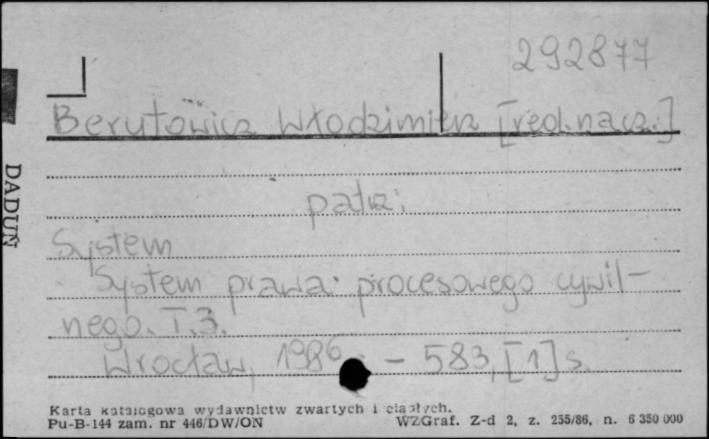 292877
Berutowicz Włodzimierz [red. nacz.]
patrz:
System
System prawa procesowego cywil-
nego. T. 3.
Wrocław, 1986. - 583, [1] s.
DADUŃ
Karta katalogowa wydawnictw zwartych i ciągłych.
Pu-B-144 zam. nr 446/DW/ON
WZGraf. Z-d 2, z. 255/86, n. 6 350 000